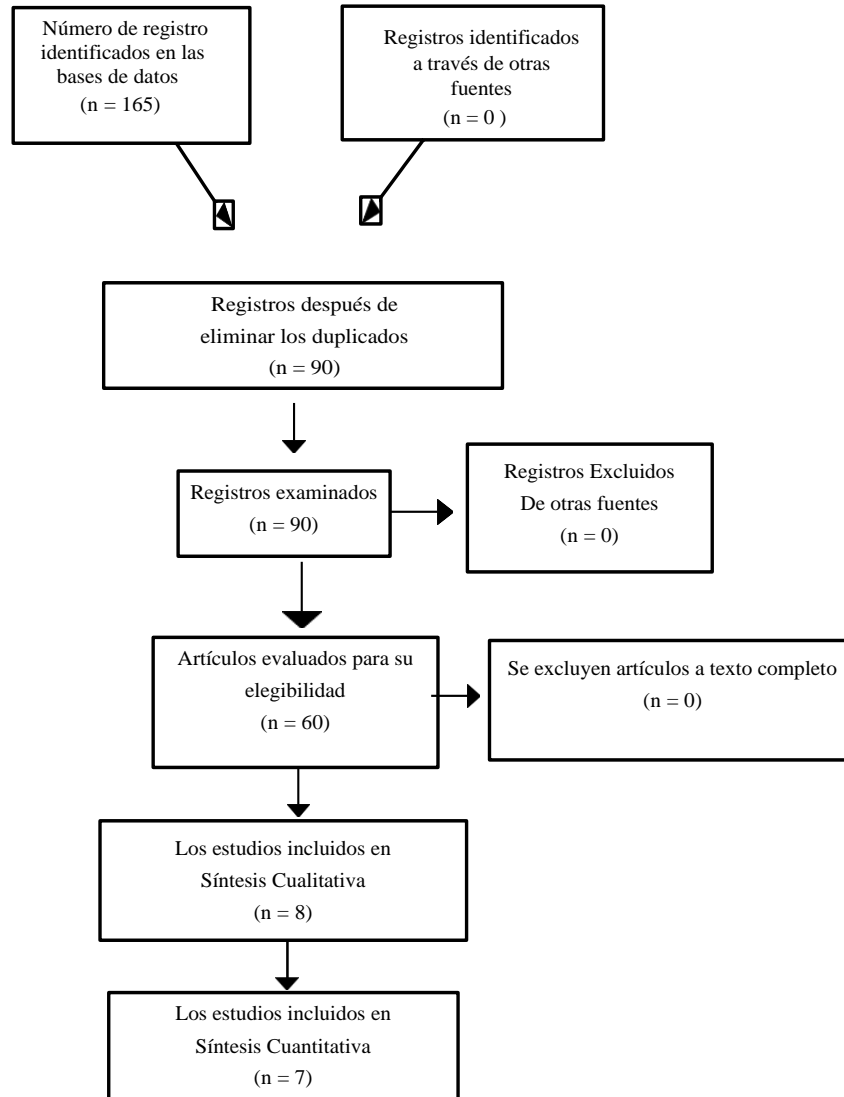 Número de registro
identificados en las
bases de datos
(n = 165)
Registros identificados
a través de otras
fuentes
(n = 0 )
Registros después de
eliminar los duplicados
(n = 90)
Registros examinados
(n = 90)
Registros Excluidos
De otras fuentes
(n = 0)
Artículos evaluados para su
elegibilidad
(n = 60)
Se excluyen artículos a texto completo
(n = 0)
Los estudios incluidos en
Síntesis Cualitativa
(n = 8)
Los estudios incluidos en
Síntesis Cuantitativa
(n = 7)